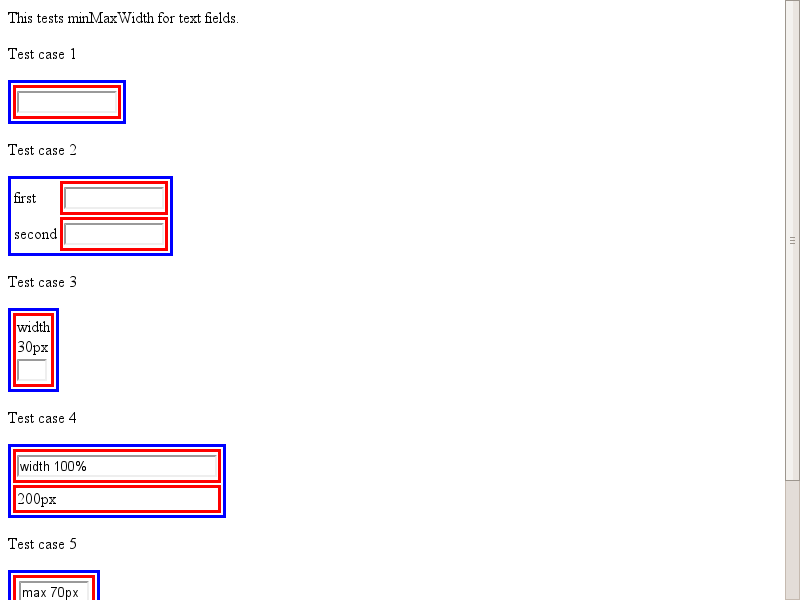 This tests minMaxWidth for text fields.
Test case 1
Test case 2
first
second
Test case 3
width
30px
Test case 4
width 100%
200px
Test case 5
max 70px